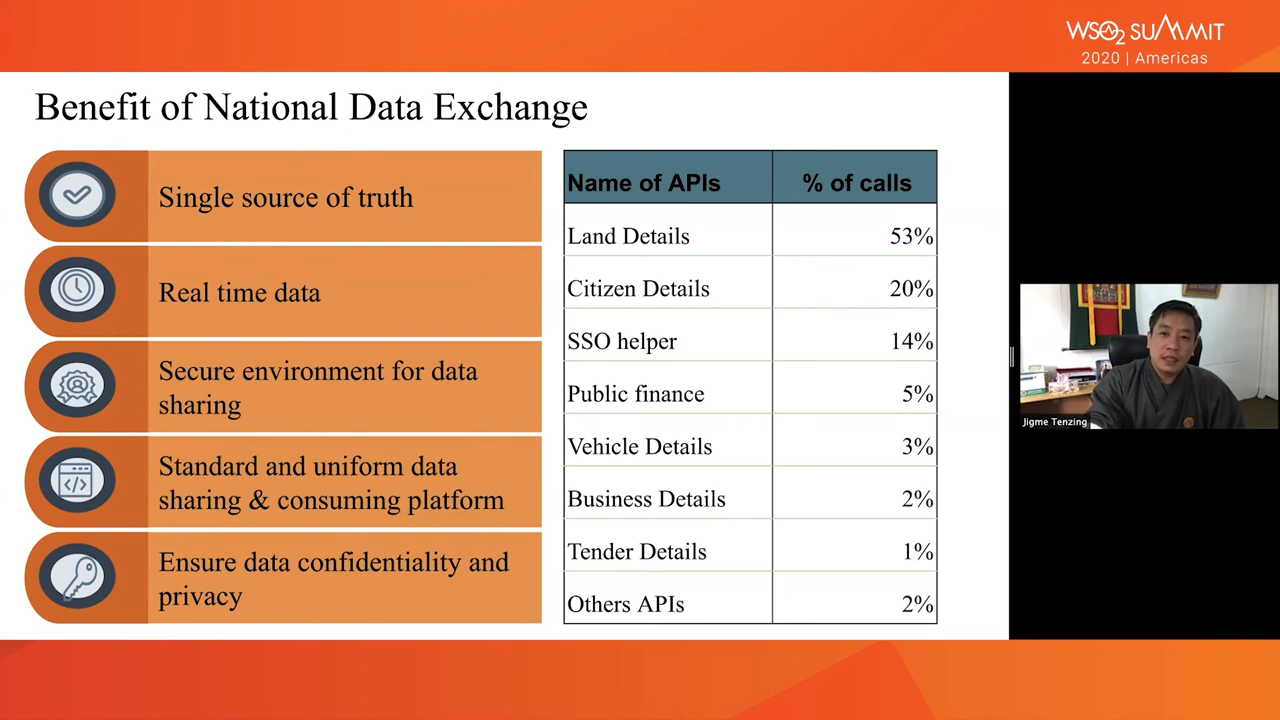 WSO2 SUMMIT
2020 | Americas
Benefit of National Data Exchange
Single source of truth
Real time data
Secure environment for data
sharing
Standard and uniform data
sharing & consuming platform
Ensure data confidentiality and
privacy
Name of APIs % of calls
Land Details 53%
Citizen Details 20%
SSO helper 14%
Public finance 5%
Vehicle Details 3%
Business Details 2%
Tender Details 1%
Others APIs 2%
Jigme Tenzing